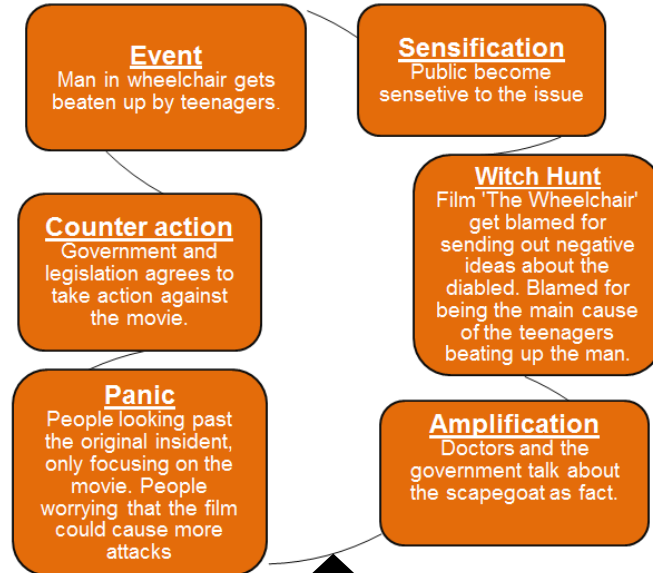 Event
Man in wheelchair gets
beaten up by teenagers.
Sensification
Public become
sensetive to the issue
Witch Hunt
Film 'The Wheelchair'
get blamed for
sending out negative
ideas about the
diabled. Blamed for
being the main cause
of the teenagers
beating up the man.
Amplification
Doctors and the
government talk about
the scapegoat as fact.
Panic
People looking past
the original insident,
only focusing on the
movie. People
worrying that the film
could cause more
attacks
Counter action
Government and
legislation agrees to
take action against
the movie.